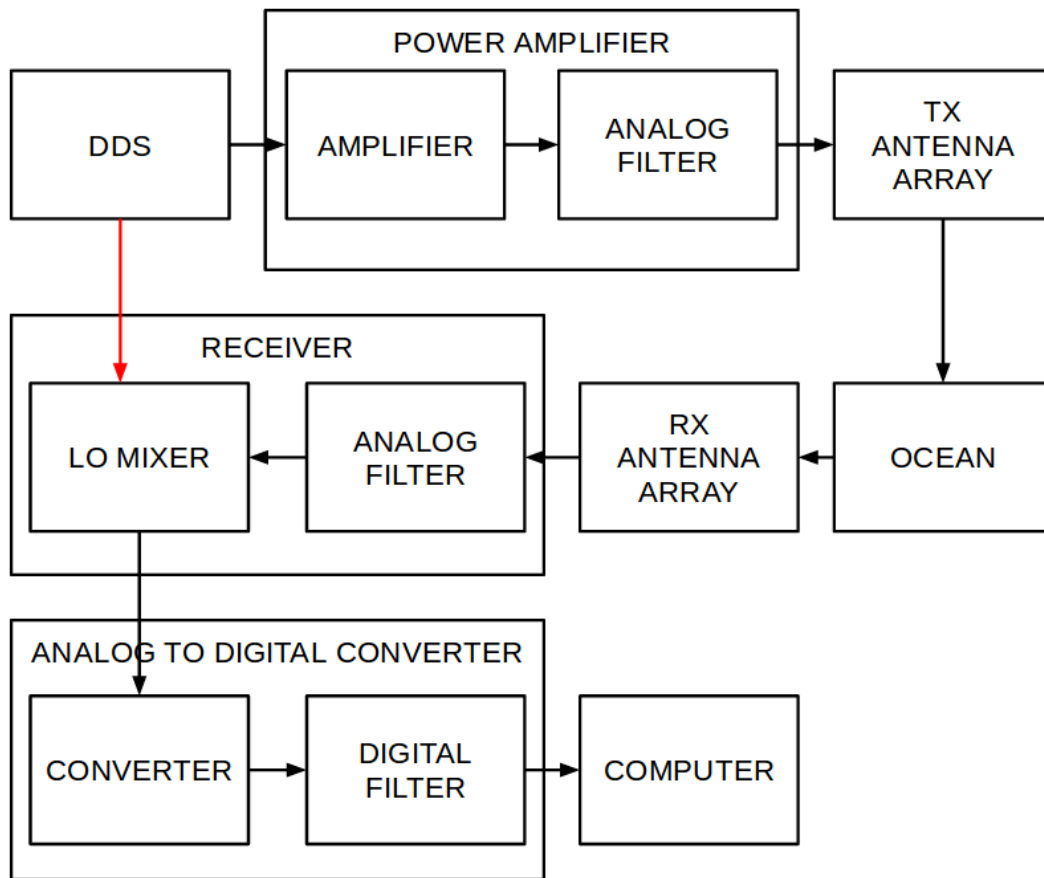 POWER AMPLIFIER
DDS
AMPLIFIER
ANALOG
FILTER
TX
ANTENNA
ARRAY
RECEIVER
LO MIXER
ANALOG
FILTER
RX
ANTENNA
ARRAY
OCEAN
ANALOG TO DIGITAL CONVERTER
CONVERTER
DIGITAL
FILTER
COMPUTER